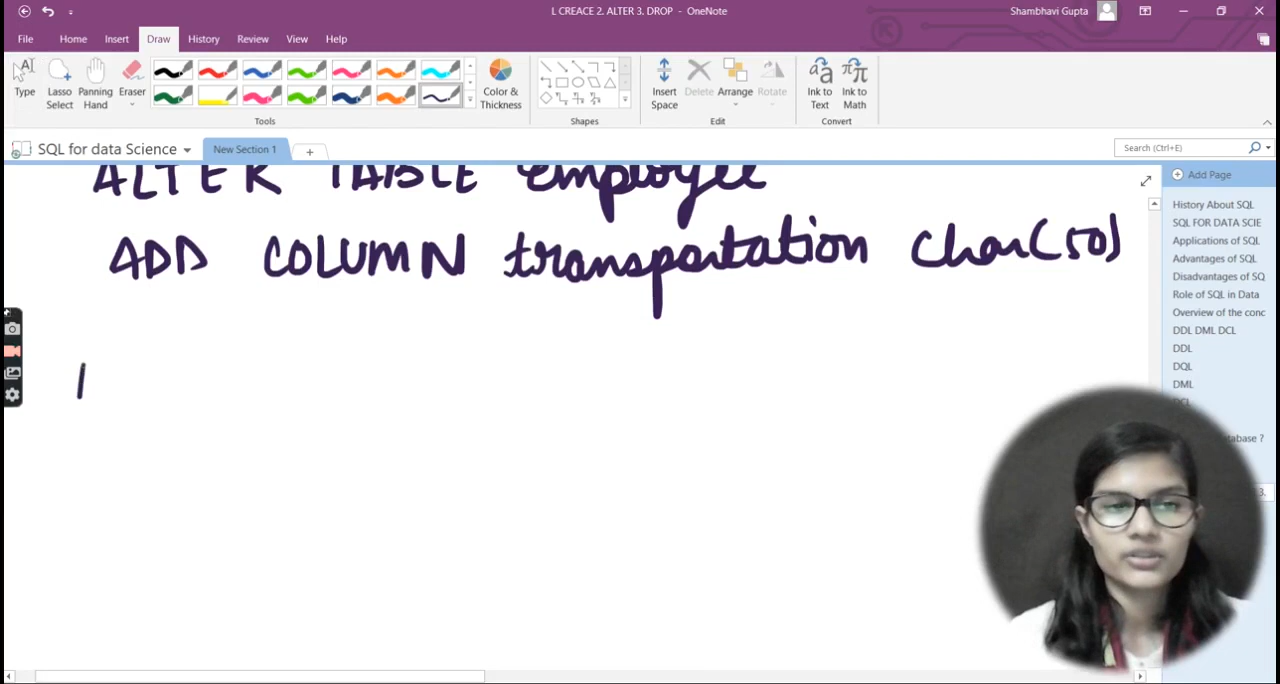 L CREACE 2. ALTER 3. DROP - OneNote
Shambhavi Gupta
File Home Insert Draw History Review View Help
Type
Lasso Select
Panning Hand
Eraser
Color & Thickness
Insert Space
Delete
Arrange
Rotate
Ink to Text
Ink to Math
Tools
Shapes
Edit
Convert
SQL for data Science
New Section 1
Search (Ctrl+E)
ALTER TABLE employee
ADD COLUMN transportation char(50)
Add Page
History About SQL
SQL FOR DATA SCIE
Applications of SQL
Advantages of SQL
Disadvantages of SQ
Role of SQL in Data
Overview of the conc
DDL DML DCL
DDL
DQL
DML
DCL
tabase ?
3.